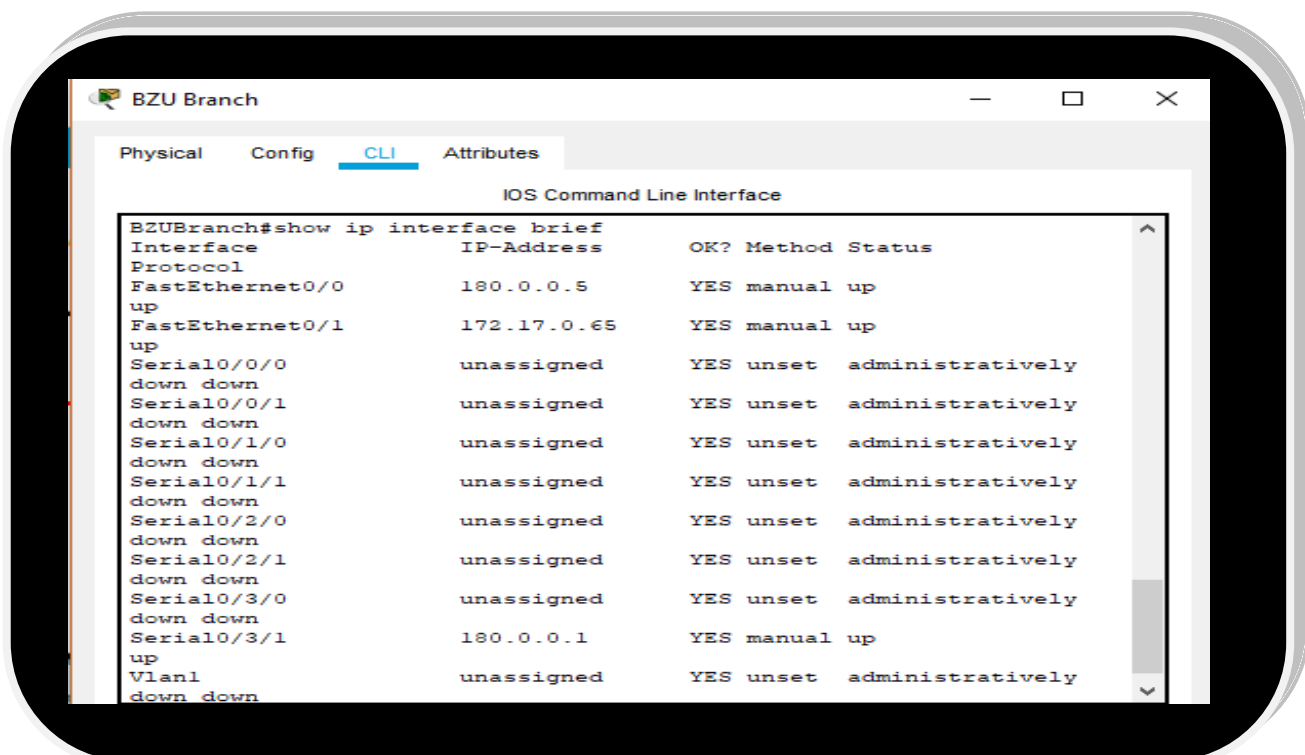 BZU Branch
Physical Config CLI Attributes
IOS Command Line Interface
BZUBranch#show ip interface brief
Interface IP-Address OK? Method Status
Protocol
FastEthernet0/0 180.0.0.5 YES manual up
up
FastEthernet0/1 172.17.0.65 YES manual up
up
Serial0/0/0 unassigned YES unset administratively
down down
Serial0/0/1 unassigned YES unset administratively
down down
Serial0/1/0 unassigned YES unset administratively
down down
Serial0/1/1 unassigned YES unset administratively
down down
Serial0/2/0 unassigned YES unset administratively
down down
Serial0/2/1 unassigned YES unset administratively
down down
Serial0/3/0 unassigned YES unset administratively
down down
Serial0/3/1 180.0.0.1 YES manual up
up
Vlan1 unassigned YES unset administratively
down down